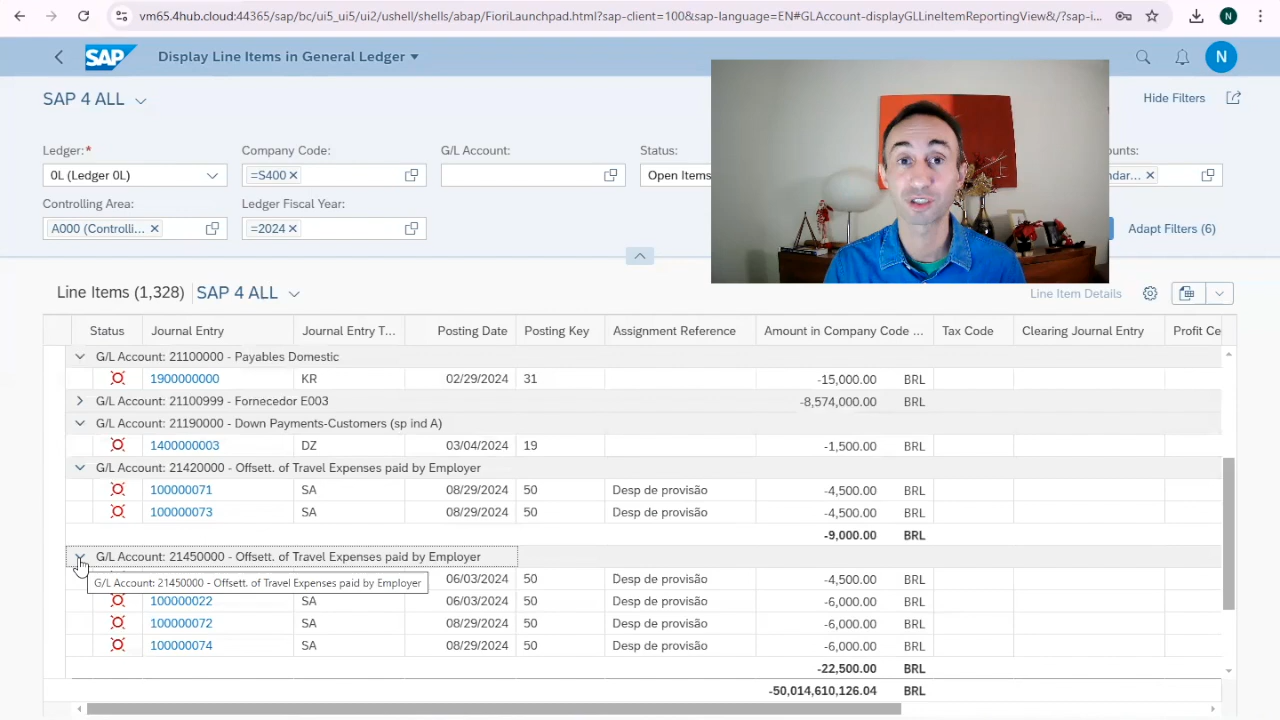 vm65.4hub.cloud:44365/sap/bc/ui5_ui5/ui2/ushell/shells/abap/FioriLaunchpad.html?sap-client=100&sap-language=EN#GLAccount-displayGLLineItemReportingView&/?sap-i... N
SAP Display Line Items in General Ledger N
SAP 4 ALL Hide Filters
Ledger:* Company Code: G/L Account: Status: ounts:
0L (Ledger 0L) =S400 Open Items ndar...
Controlling Area: Ledger Fiscal Year:
A000 (Controlli... =2024 Adapt Filters (6)
Line Items (1,328) SAP 4 ALL Line Item Details
Status Journal Entry Journal Entry T... Posting Date Posting Key Assignment Reference Amount in Company Code ... Tax Code Clearing Journal Entry Profit Ce
G/L Account: 21100000 - Payables Domestic
1900000000 KR 02/29/2024 31 -15,000.00 BRL
G/L Account: 21100999 - Fornecedor E003 -8,574,000.00 BRL
G/L Account: 21190000 - Down Payments-Customers (sp ind A)
1400000003 DZ 03/04/2024 19 -1,500.00 BRL
G/L Account: 21420000 - Offsett. of Travel Expenses paid by Employer
100000071 SA 08/29/2024 50 Desp de provisão -4,500.00 BRL
100000073 SA 08/29/2024 50 Desp de provisão -4,500.00 BRL
-9,000.00 BRL
G/L Account: 21450000 - Offsett. of Travel Expenses paid by Employer
G/L Account: 21450000 - Offsett. of Travel Expenses paid by Employer 06/03/2024 50 Desp de provisão -4,500.00 BRL
100000022 SA 06/03/2024 50 Desp de provisão -6,000.00 BRL
100000072 SA 08/29/2024 50 Desp de provisão -6,000.00 BRL
100000074 SA 08/29/2024 50 Desp de provisão -6,000.00 BRL
-22,500.00 BRL
-50,014,610,126.04 BRL